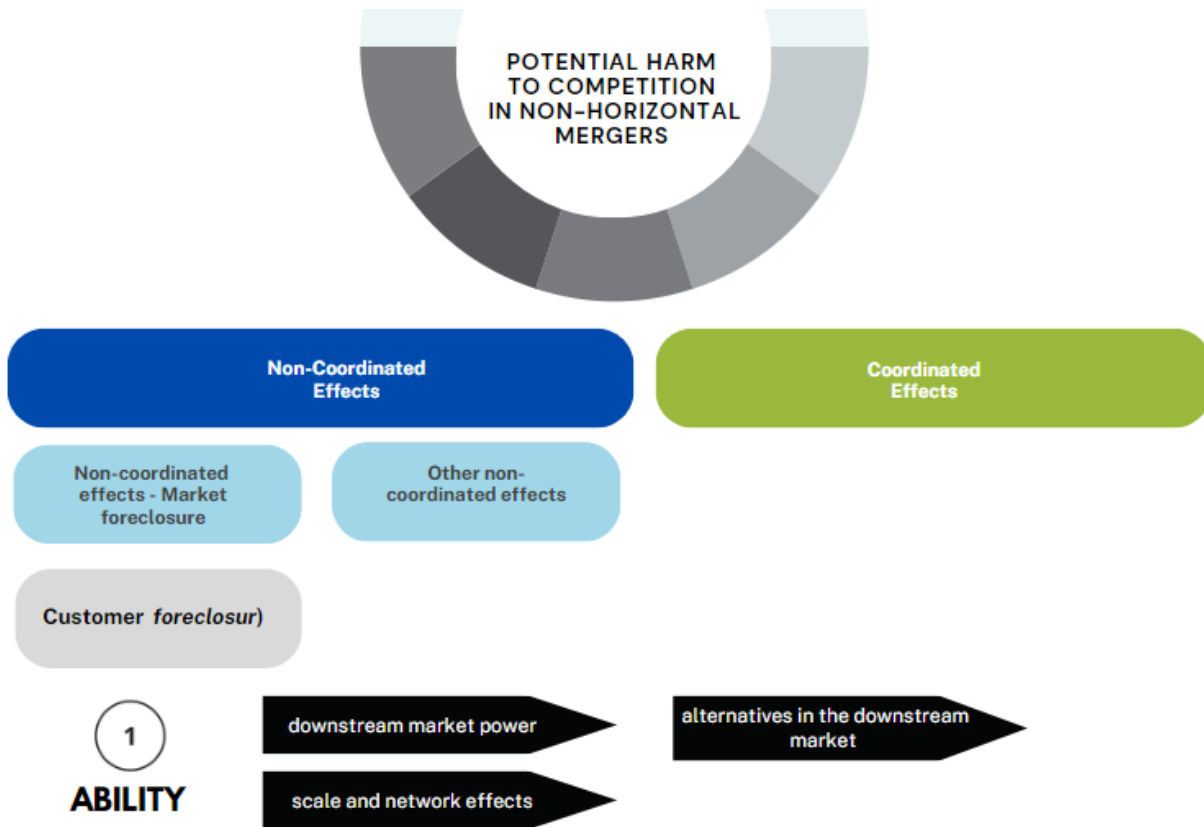 POTENTIAL HARM
TO COMPETITION
IN NON-HORIZONTAL
MERGERS
Non-Coordinated
Effects
Coordinated
Effects
Non-coordinated
effects - Market
foreclosure
Other non-
coordinated effects
Customer foreclosur)
1
ABILITY
downstream market power
alternatives in the downstream
market
scale and network effects